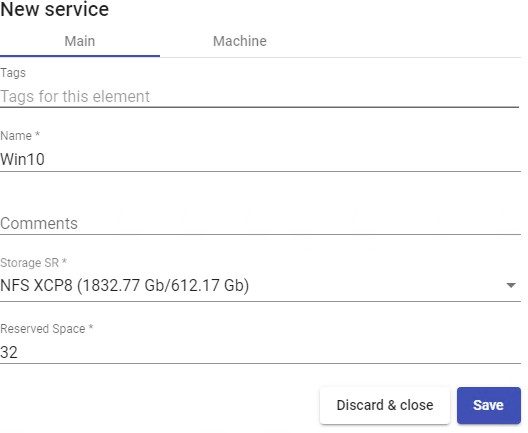 New service
Main Machine
Tags
Tags for this element
Name *
Win10
Comments
Storage SR *
NFS XCP8 (1832.77 Gb/612.17 Gb)
Reserved Space *
32
Discard & close Save